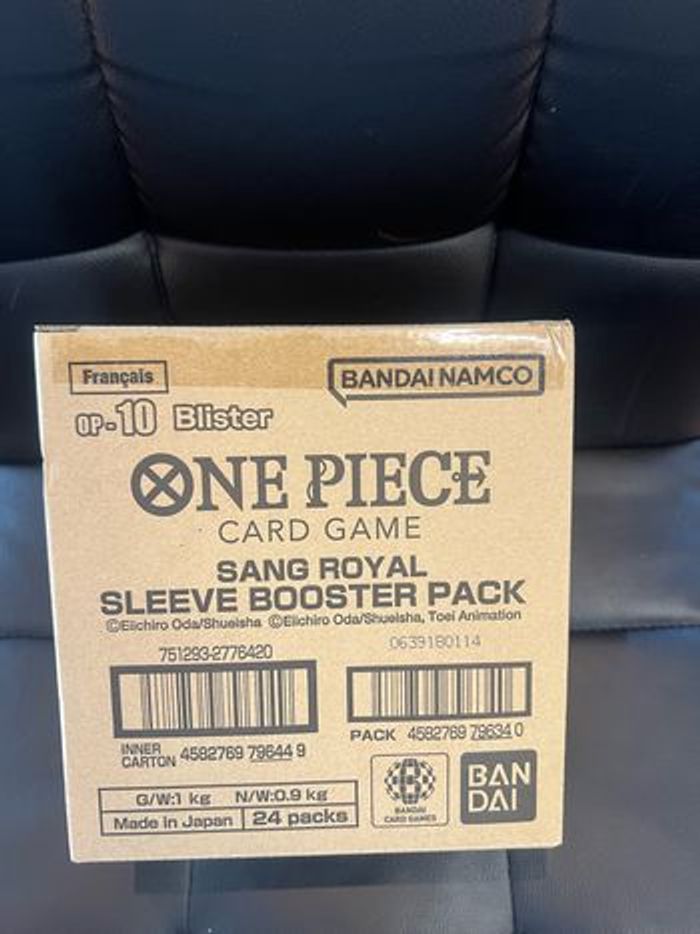 Français
BANDAI NAMCO
OP-10 Blister
ONE PIECE
CARD GAME
SANG ROYAL
SLEEVE BOOSTER PACK
©Eiichiro Oda/Shueisha ©Eiichiro Oda/Shueisha, Toei Animation
751293-2776420
0639180114
INNER CARTON 4582769 79644 9
PACK 4582769 79634 0
G/W:1 kg N/W:0.9 kg
Made in Japan 24 packs
BANDAI CARD GAMES
BAN
DAI